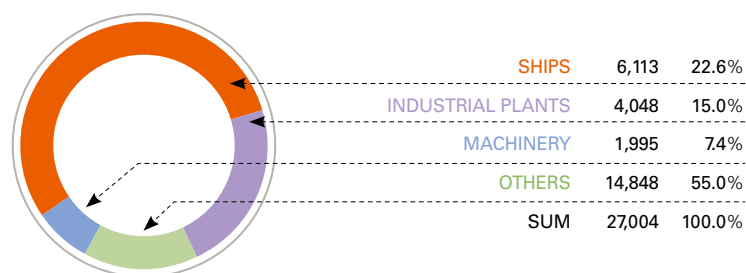 SHIPS 6,113 22.6%
INDUSTRIAL PLANTS 4,048 15.0%
MACHINERY 1,995 7.4%
OTHERS 14,848 55.0%
SUM 27,004 100.0%